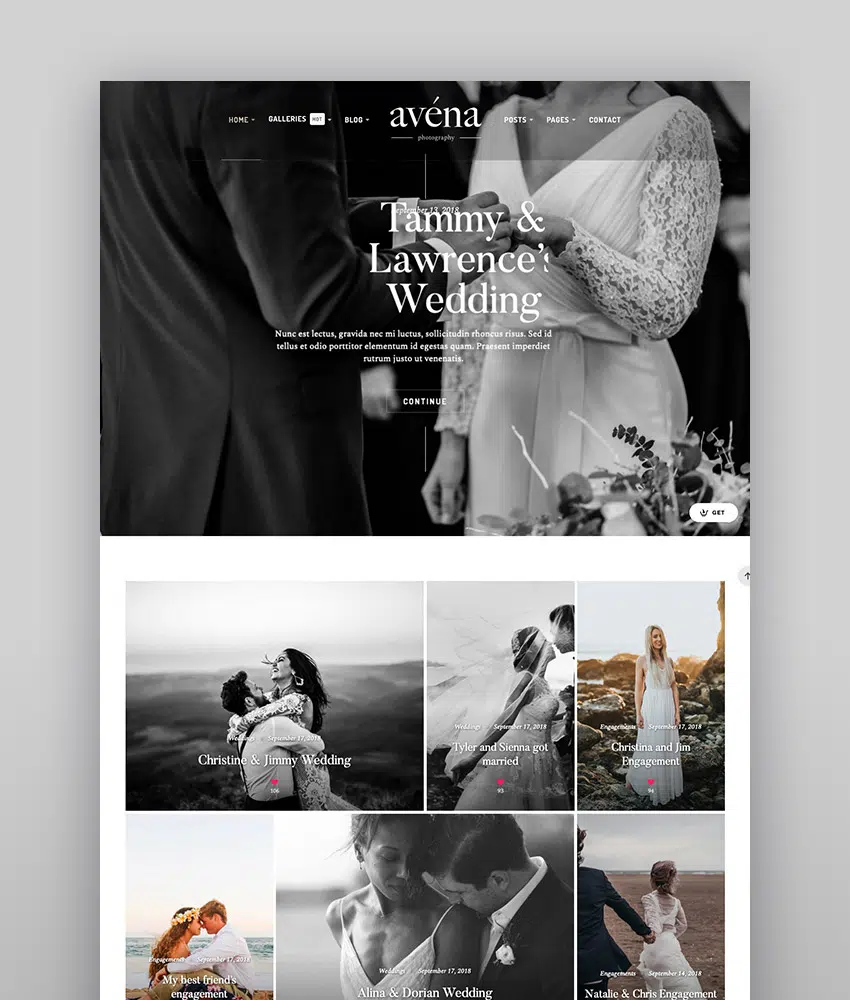 HOME
GALLERIES HOT
BLOG
avéna
photography
POSTS
PAGES
CONTACT
September 13, 2018
Tammy &
Lawrence's
Wedding
Nunc est lectus, gravida nec mi luctus, sollicitudin rhoncus risus. Sed id
tellus et odio porttitor elementum id egestas quam. Praesent imperdiet
rutrum justo ut venenatis.
CONTINUE
GET
Weddings September 17, 2018
Christine & Jimmy Wedding
106
Weddings September 17, 2018
Tyler and Sienna got
married
93
Engagements September 17, 2018
Christina and Jim
Engagement
94
Engagements September 17, 2018
My best friend's
engagement
Weddings September 17, 2018
Alina & Dorian Wedding
Engagements September 14, 2018
Natalie & Chris Engagement